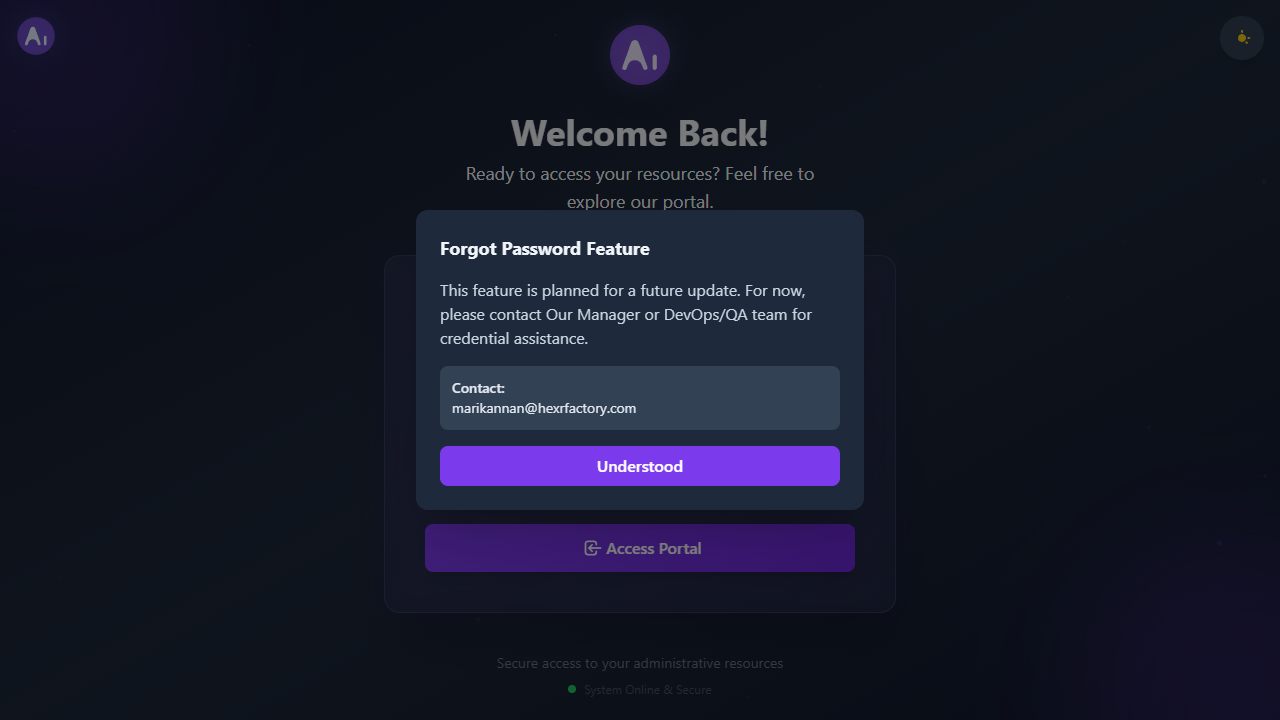 Ai
Ai
Welcome Back!
Ready to access your resources? Feel free to
explore our portal.
Forgot Password Feature
This feature is planned for a future update. For now,
please contact Our Manager or DevOps/QA team for
credential assistance.
Contact:
marikannan@hexrfactory.com
Understood
Access Portal
Secure access to your administrative resources
System Online & Secure